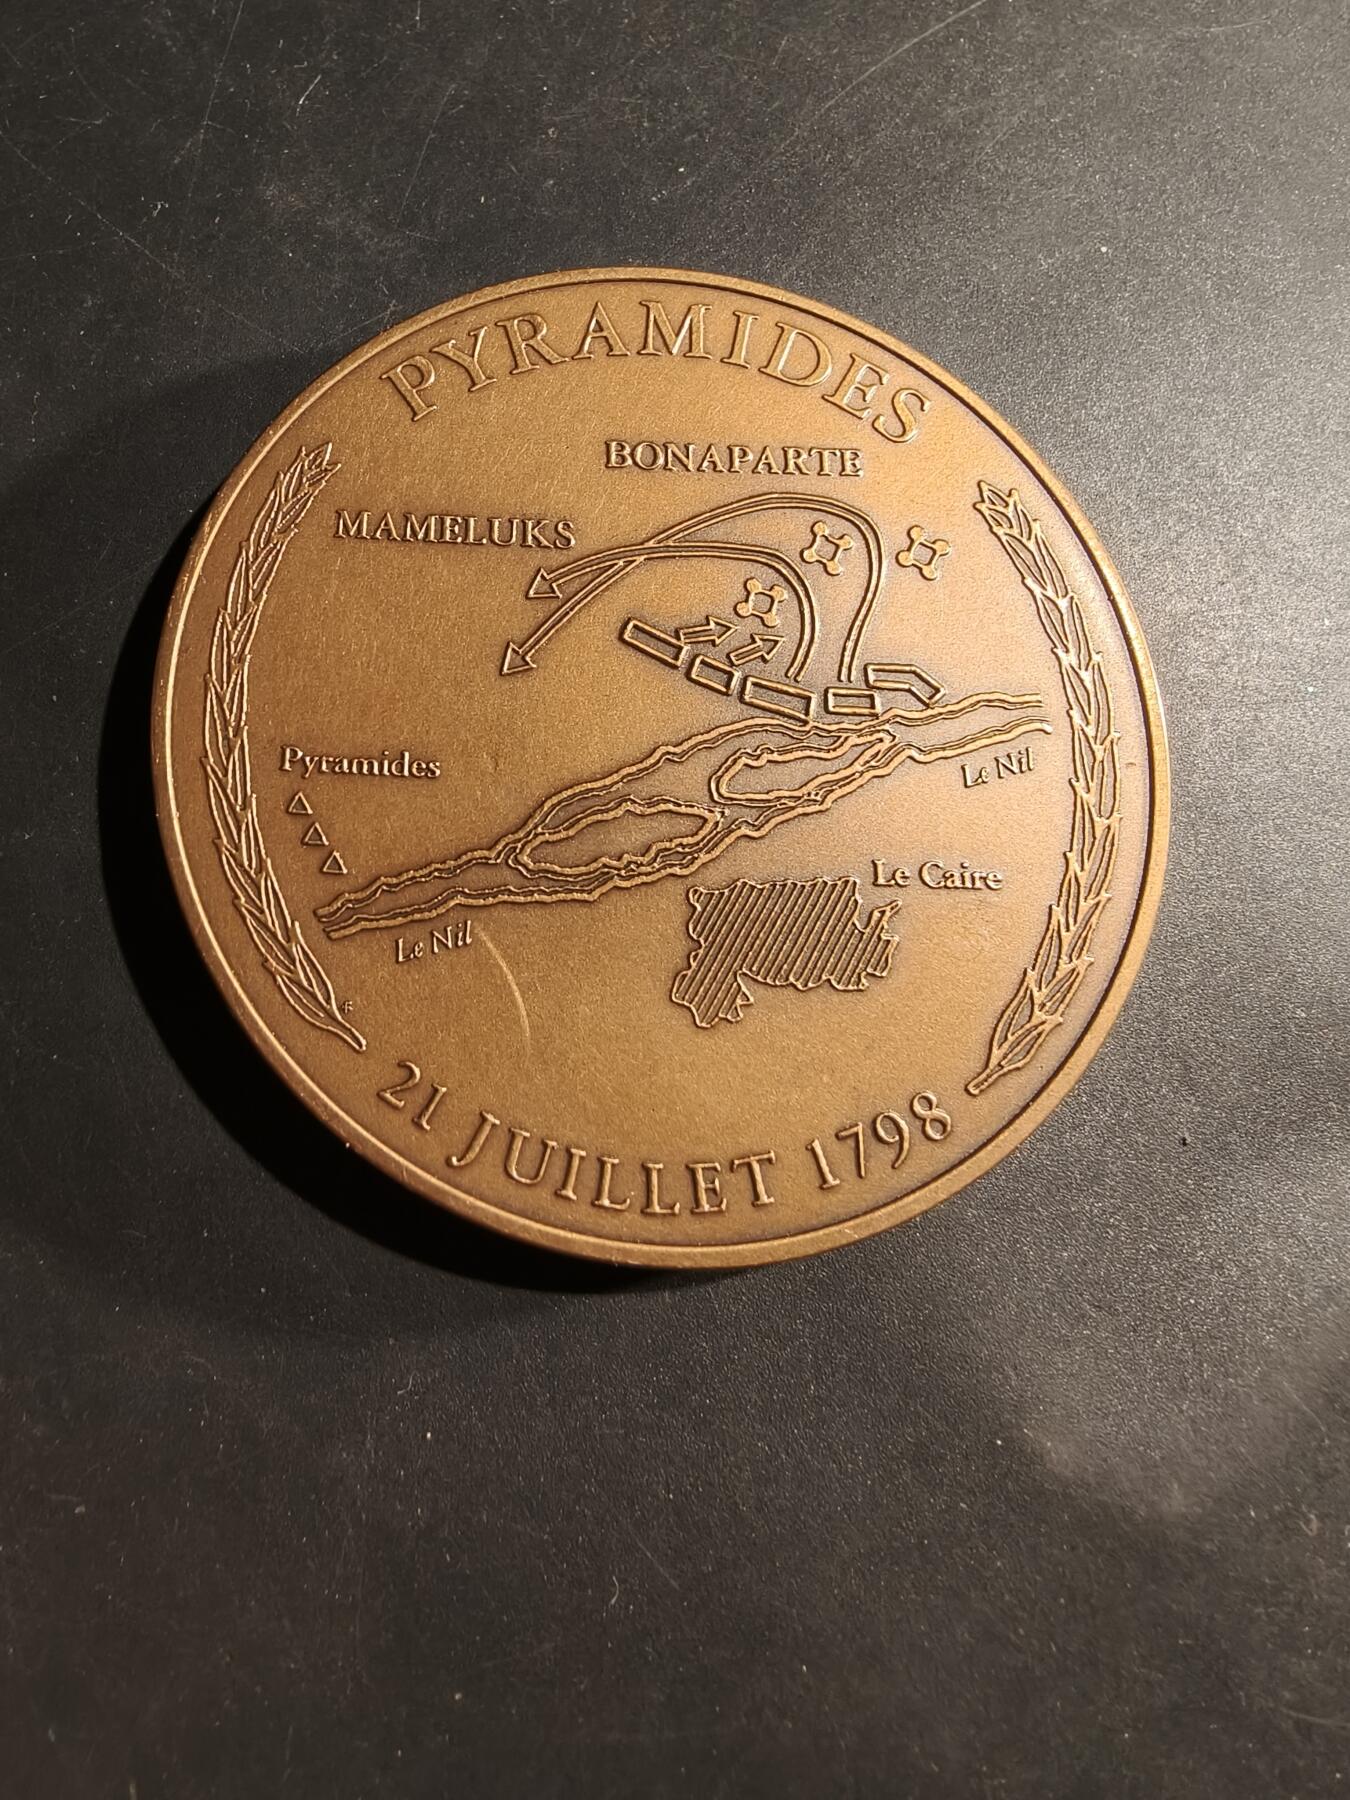 PYRAMIDES
BONAPARTE
MAMELUKS
Pyramides
Le Nil
Le Caire
Le Nil
21 JUILLET 1798